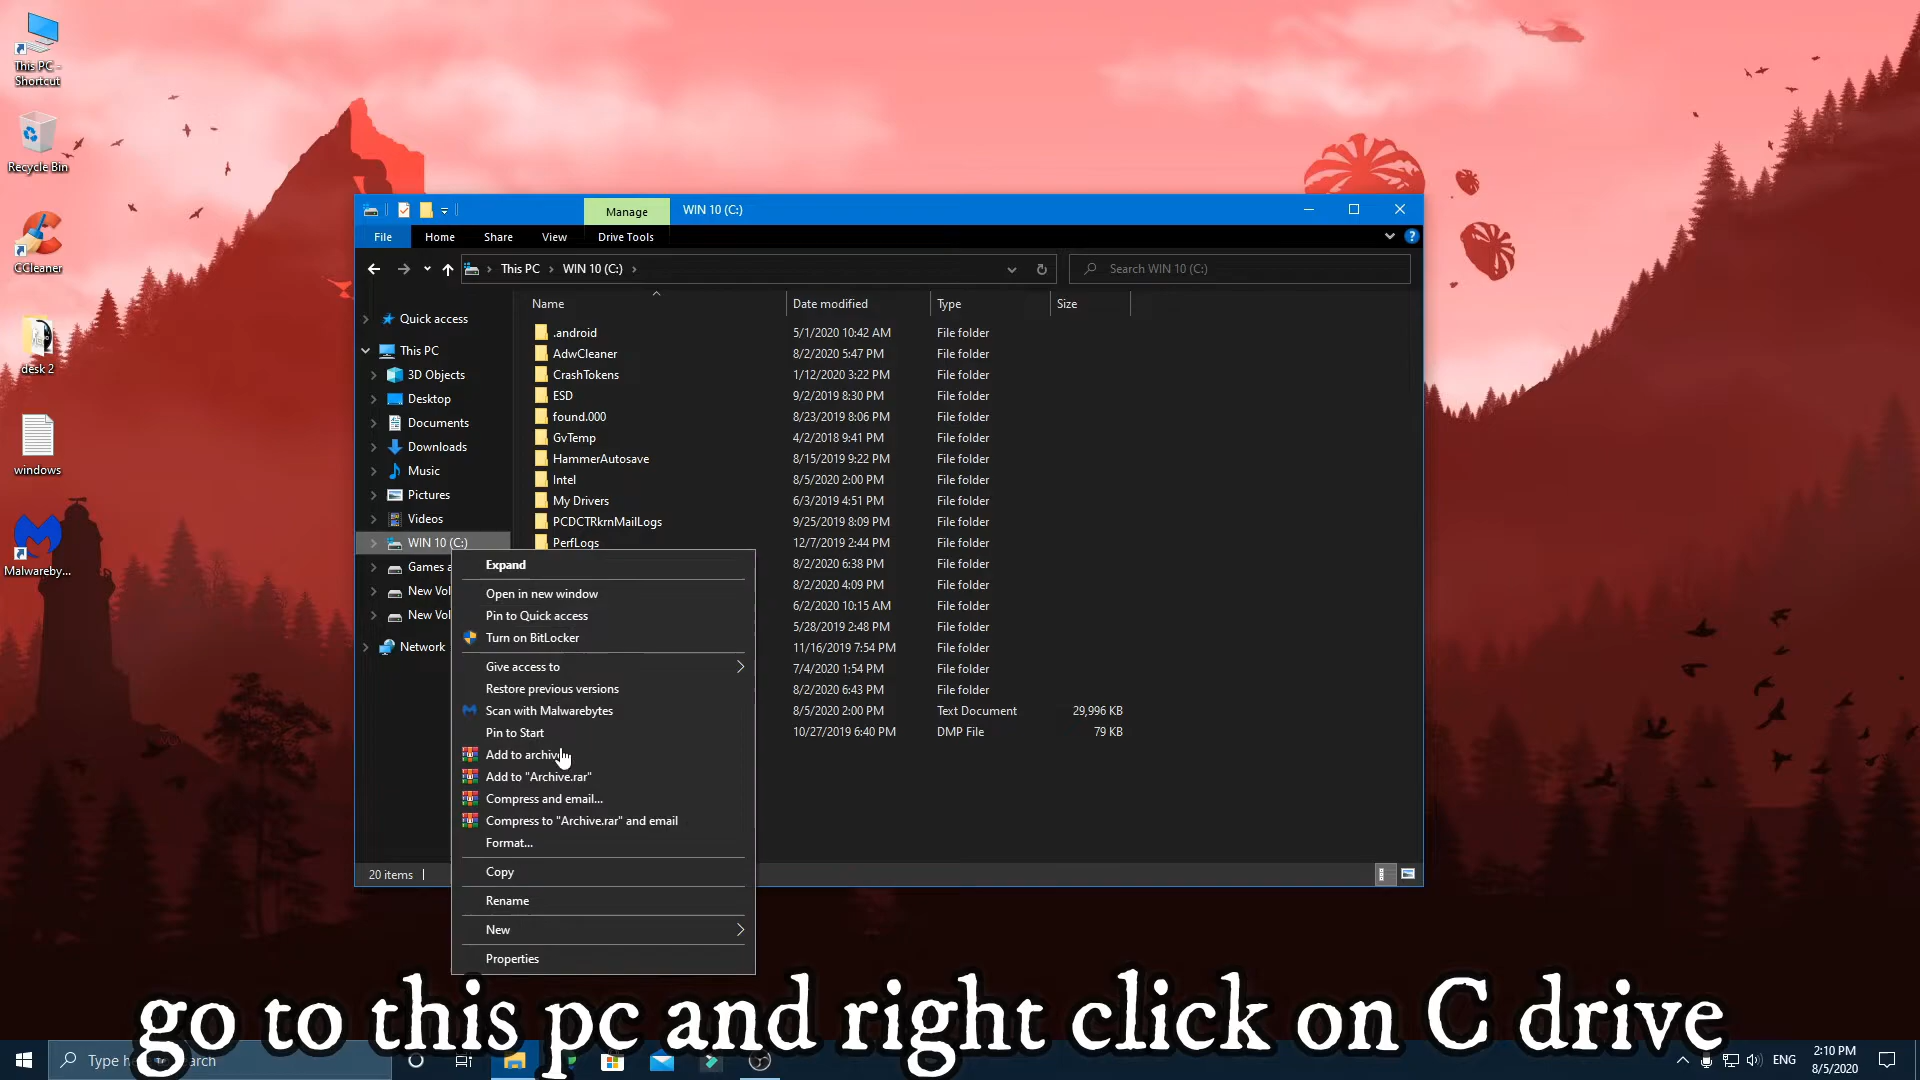 This PC -
Shortcut
Recycle Bin
CCleaner
desk 2
windows
Malwareby...
Manage
WIN 10 (C:)
File
Home
Share
View
Drive Tools
This PC
WIN 10 (C:)
Search WIN 10 (C:)
Name
Date modified
Type
Size
Quick access
This PC
3D Objects
Desktop
Documents
Downloads
Music
Pictures
Videos
WIN 10 (C:)
Games
New Vol
New Vol
Network
.android 5/1/2020 10:42 AM File folder
AdwCleaner 8/2/2020 5:47 PM File folder
CrashTokens 1/12/2020 3:22 PM File folder
ESD 9/2/2019 8:30 PM File folder
found.000 8/23/2019 8:06 PM File folder
GvTemp 4/2/2018 9:41 PM File folder
HammerAutosave 8/15/2019 9:22 PM File folder
Intel 8/5/2020 2:00 PM File folder
My Drivers 6/3/2019 4:51 PM File folder
PCDCTRkrnMailLogs 9/25/2019 8:09 PM File folder
PerfLogs 12/7/2019 2:44 PM File folder
8/2/2020 6:38 PM File folder
8/2/2020 4:09 PM File folder
6/2/2020 10:15 AM File folder
5/28/2019 2:48 PM File folder
11/16/2019 7:54 PM File folder
7/4/2020 1:54 PM File folder
8/2/2020 6:43 PM File folder
8/5/2020 2:00 PM Text Document 29,996 KB
10/27/2019 6:40 PM DMP File 79 KB
Expand
Open in new window
Pin to Quick access
Turn on BitLocker
Give access to
Restore previous versions
Scan with Malwarebytes
Pin to Start
Add to archiv
Add to "Archive.rar"
Compress and email...
Compress to "Archive.rar" and email
Format...
Copy
Rename
New
Properties
20 items
go to this pc and right click on C drive
Type search
ENG
2:10 PM
8/5/2020